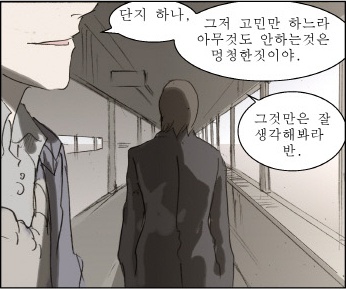 단지 하나,
그저 고민만 하느라
아무것도 안하는것은
멍청한짓이야.
그것만은 잘
생각해봐라
반.